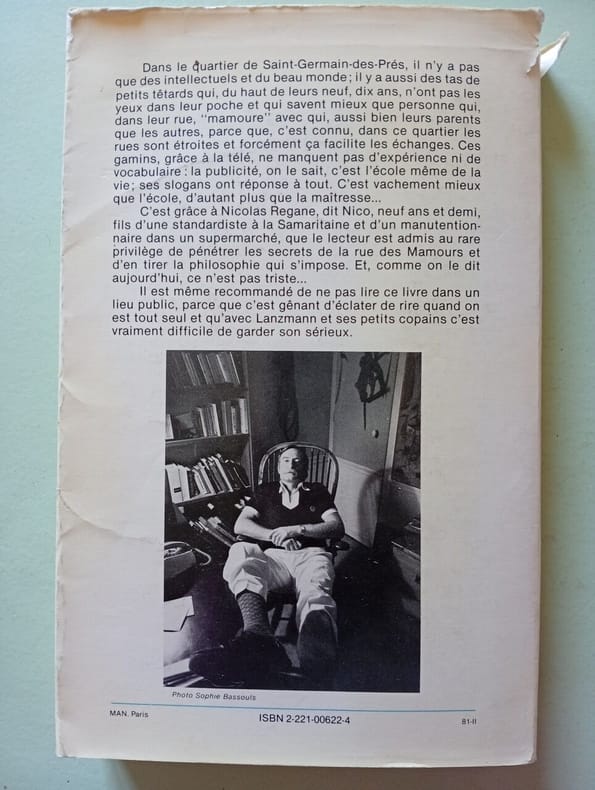 Dans le quartier de Saint-Germain-des-Prés, il n'y a pas
que des intellectuels et du beau monde ; il y a aussi des tas de
petits têtards qui, du haut de leurs neuf, dix ans, n'ont pas les
yeux dans leur poche et qui savent mieux que personne qui,
dans leur rue, "mamoure" avec qui, aussi bien leurs parents
que les autres, parce que, c'est connu, dans ce quartier les
rues sont étroites et forcément ça facilite les échanges. Ces
gamins, grâce à la télé, ne manquent pas d'expérience ni de
vocabulaire : la publicité, on le sait, c'est l'école même de la
vie ; ses slogans ont réponse à tout. C'est vachement mieux
que l'école, d'autant plus que la maîtresse...
C'est grâce à Nicolas Regane, dit Nico, neuf ans et demi,
fils d'une standardiste à la Samaritaine et d'un manutention-
naire dans un supermarché, que le lecteur est admis au rare
privilège de pénétrer les secrets de la rue des Mamours et
d'en tirer la philosophie qui s'impose. Et, comme on le dit
aujourd'hui, ce n'est pas triste...
Il est même recommandé de ne pas lire ce livre dans un
lieu public, parce que c'est gênant d'éclater de rire quand on
est tout seul et qu'avec Lanzmann et ses petits copains c'est
vraiment difficile de garder son sérieux.
Photo Sophie Bassouls
MAN. Paris
ISBN 2-221-00622-4
81-II